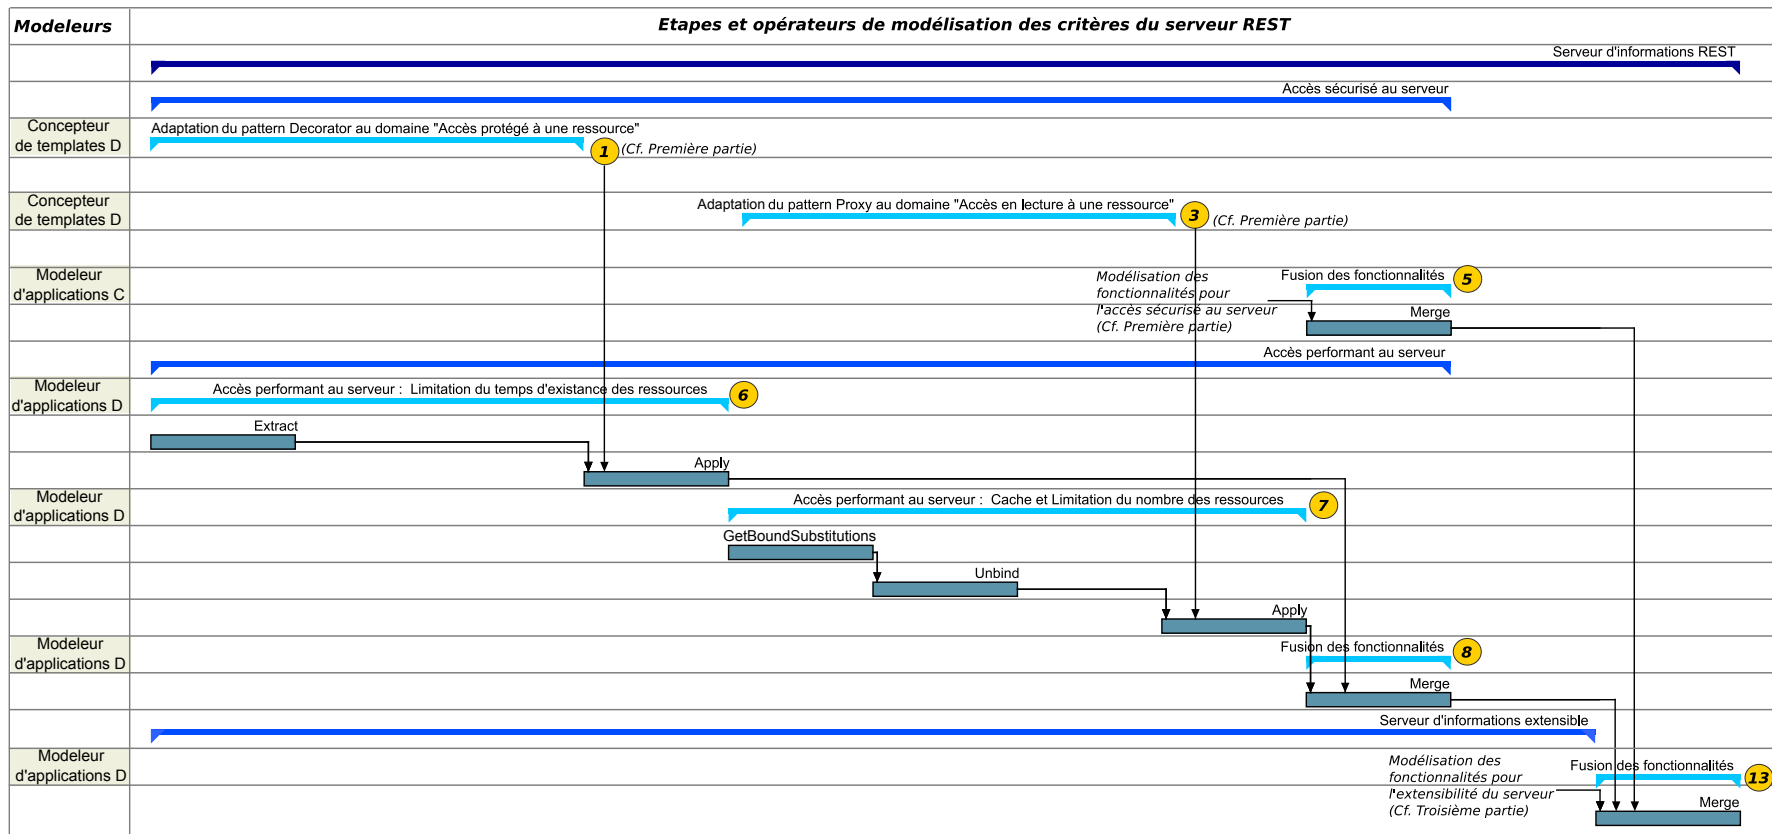 Modeleurs
Etapes et opérateurs de modélisation des critères du serveur REST
Serveur d'informations REST
Accès sécurisé au serveur
Concepteur
de templates D
Adaptation du pattern Decorator au domaine "Accès protégé à une ressource"
1
(Cf. Première partie)
Concepteur
de templates D
Adaptation du pattern Proxy au domaine "Accès en lecture à une ressource"
3
(Cf. Première partie)
Modeleur
d'applications C
Modélisation des
fonctionnalités pour
l'accès sécurisé au serveur
(Cf. Première partie)
Fusion des fonctionnalités
5
Merge
Accès performant au serveur
Modeleur
d'applications D
Accès performant au serveur : Limitation du temps d'existance des ressources
6
Extract
Apply
Modeleur
d'applications D
Accès performant au serveur : Cache et Limitation du nombre des ressources
7
GetBoundSubstitutions
Unbind
Apply
Modeleur
d'applications D
Fusion des fonctionnalités
8
Merge
Serveur d'informations extensible
Modeleur
d'applications D
Modélisation des
fonctionnalités pour
l'extensibilité du serveur
(Cf. Troisième partie)
Fusion des fonctionnalités
13
Merge